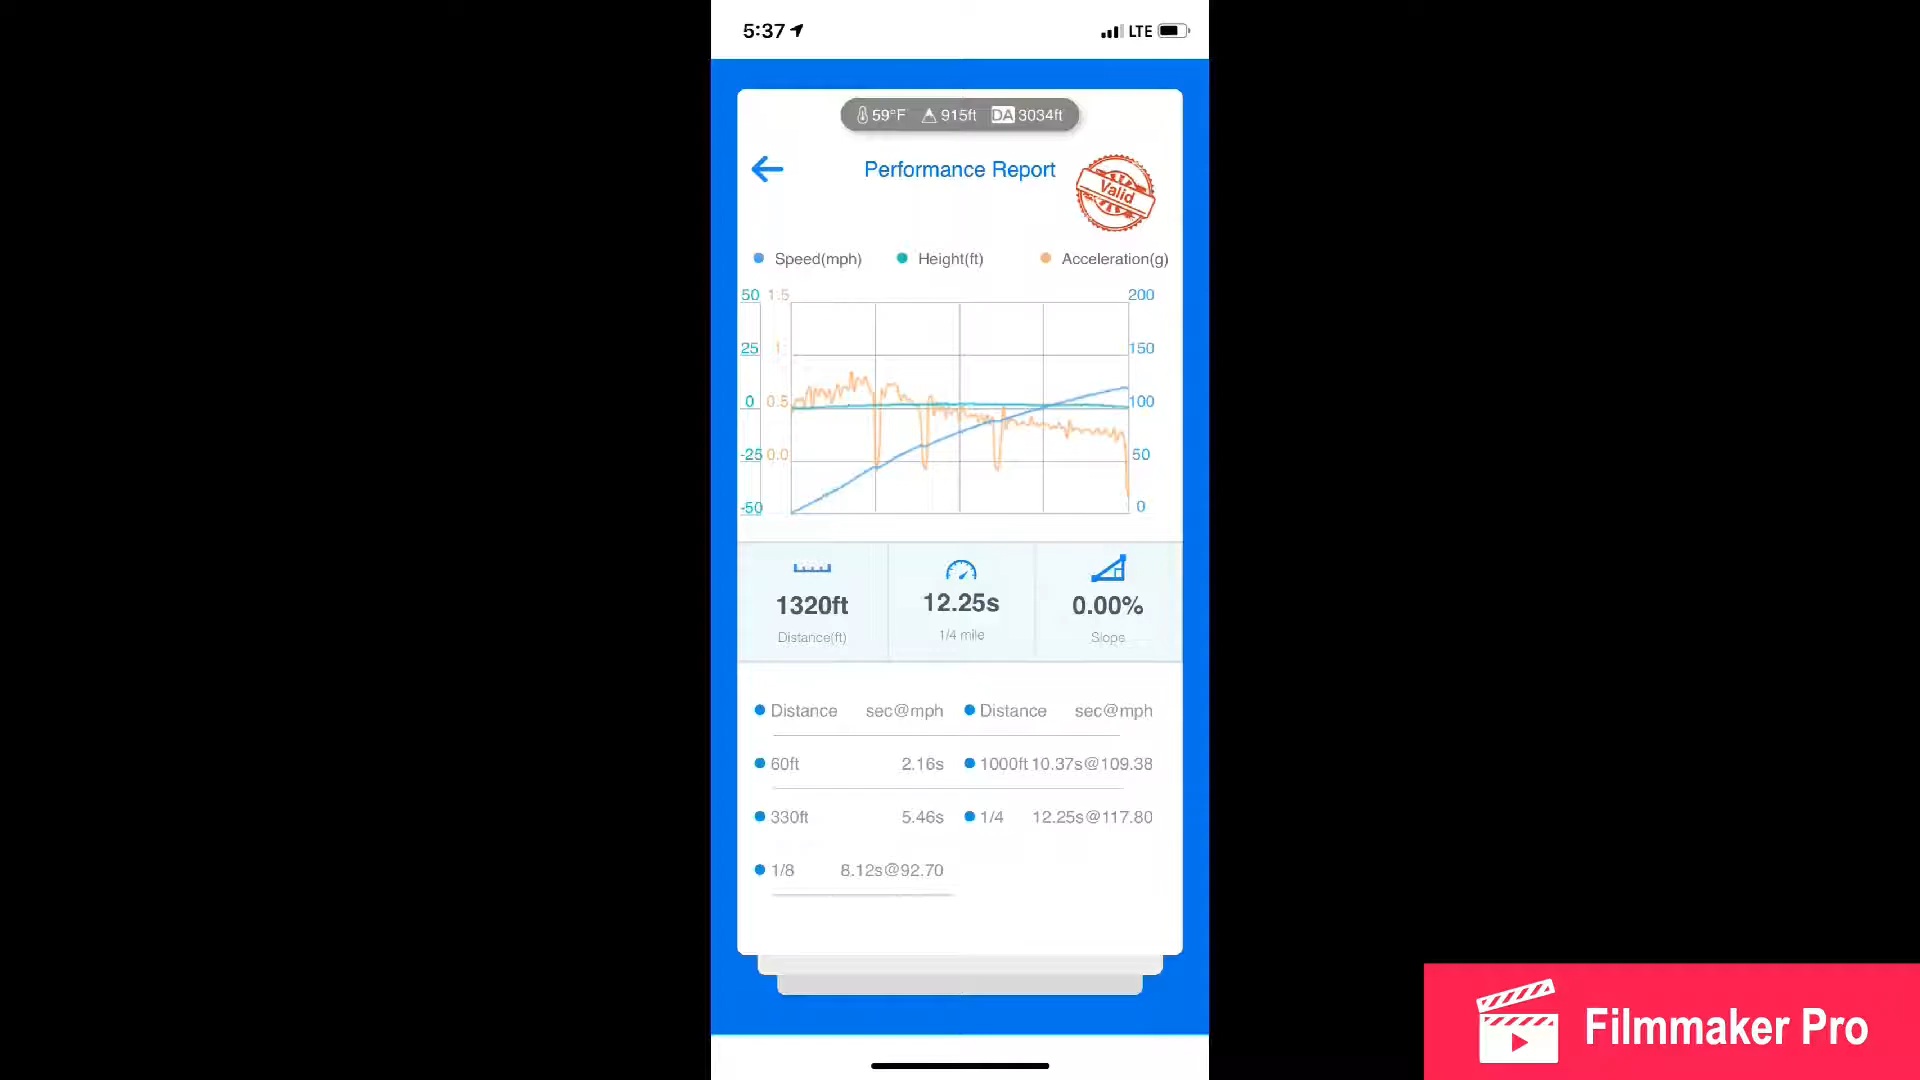 5:37 LTE
59°F 915ft DA 3034ft
Performance Report
Valid
Speed(mph) Height(ft) Acceleration(g)
50 1.5 200
25 1 150
0 0.5 100
-25 0.0 50
-50 0
1320ft 12.25s 0.00%
Distance(ft) 1/4 mile Slope
Distance sec@mph Distance sec@mph
60ft 2.16s 1000ft 10.37s@109.38
330ft 5.46s 1/4 12.25s@117.80
1/8 8.12s@92.70
Filmmaker Pro